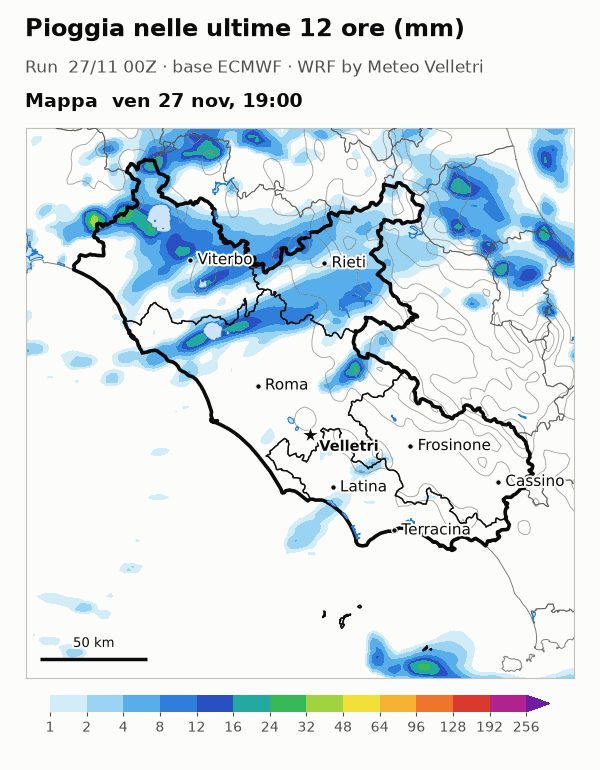 Pioggia nelle ultime 12 ore (mm)
Run  27/11 00Z · base ECMWF · WRF by Meteo Velletri
Mappa  ven 27 nov, 19:00
Viterbo
Rieti
Roma
Velletri
Frosinone
Latina
Cassino
Terracina
50 km
1 2 4 8 12 16 24 32 48 64 96 128 192 256